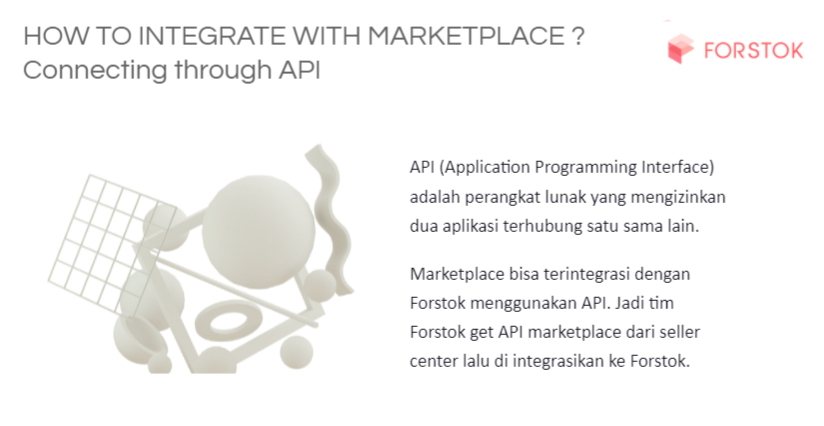 HOW TO INTEGRATE WITH MARKETPLACE ?
Connecting through API
FORSTOK
API (Application Programming Interface)
adalah perangkat lunak yang mengizinkan
dua aplikasi terhubung satu sama lain.
Marketplace bisa terintegrasi dengan
Forstok menggunakan API. Jadi tim
Forstok get API marketplace dari seller
center lalu di integrasikan ke Forstok.